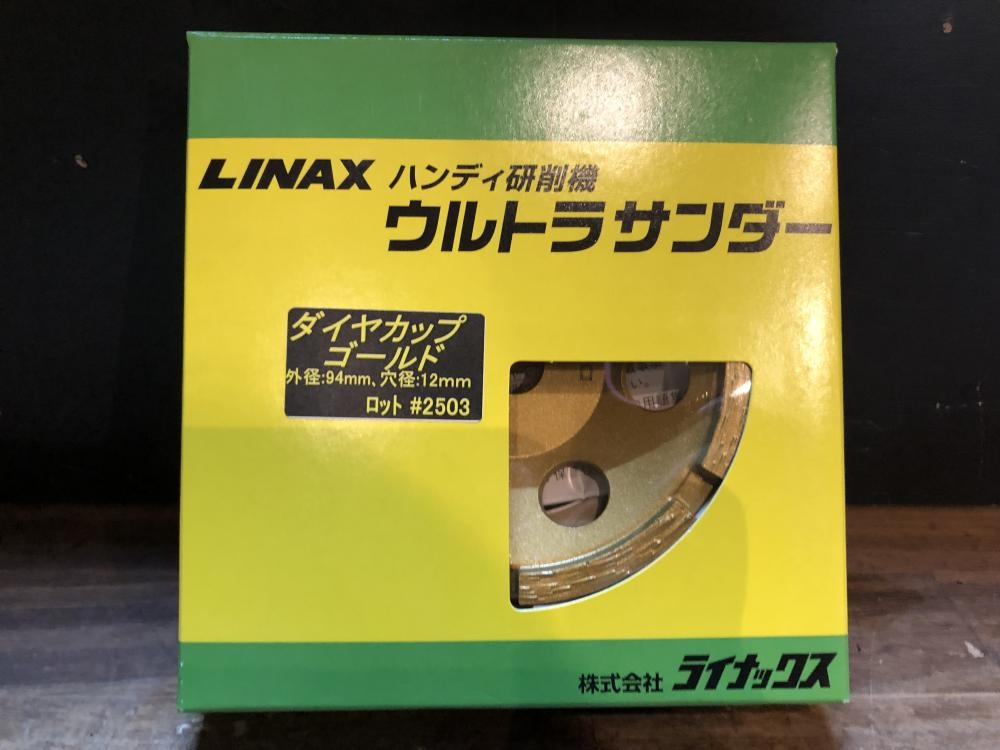 LINAX ハンディ研削機
ウルトラサンダー
ダイヤカップ
ゴールド
外径:94mm、穴径:12mm
ロット #2503
い。
株式会社 ライナックス